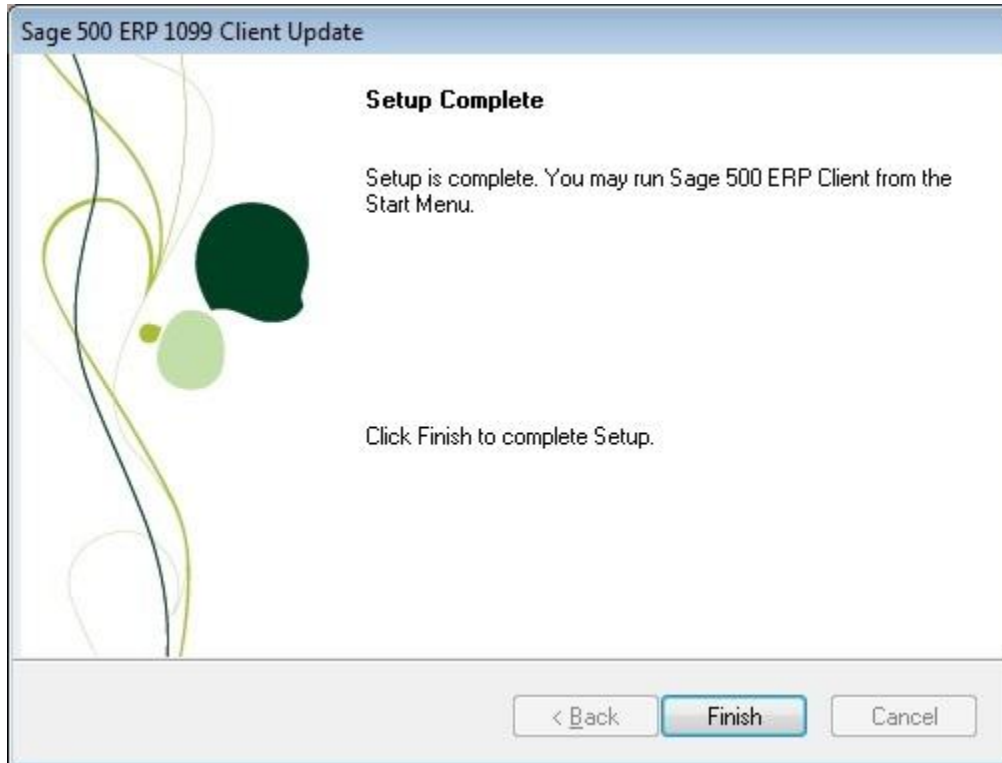 Sage 500 ERP 1099 Client Update
Setup Complete
Setup is complete. You may run Sage 500 ERP Client from the
Start Menu.
Click Finish to complete Setup.
< Back
Finish
Cancel